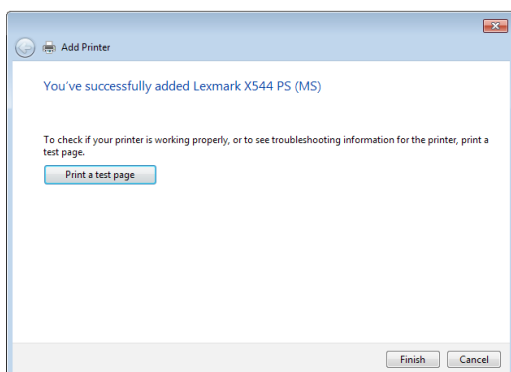 Add Printer
You've successfully added Lexmark X544 PS (MS)
To check if your printer is working properly, or to see troubleshooting information for the printer, print a
test page.
Print a test page
Finish Cancel